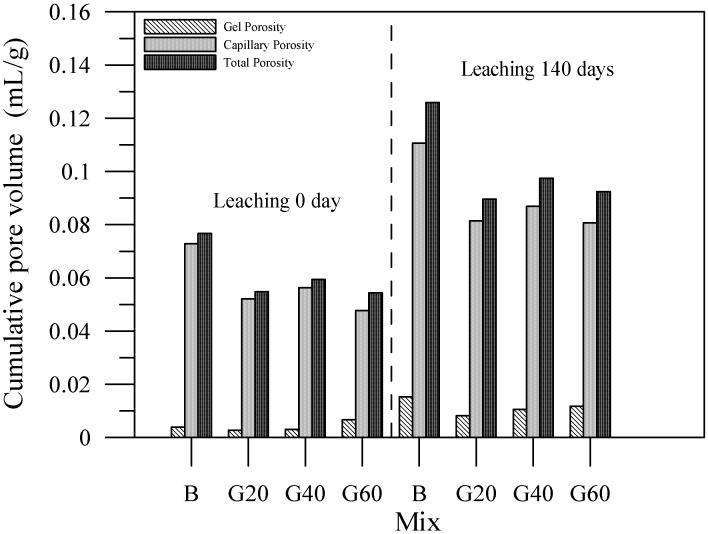 Cumulative pore volume (mL/g)
0.16
0.14
0.12
0.1
0.08
0.06
0.04
0.02
0
Gel Porosity
Capillary Porosity
Total Porosity
Leaching 0 day
Leaching 140 days
B G20 G40 G60 B G20 G40 G60
Mix